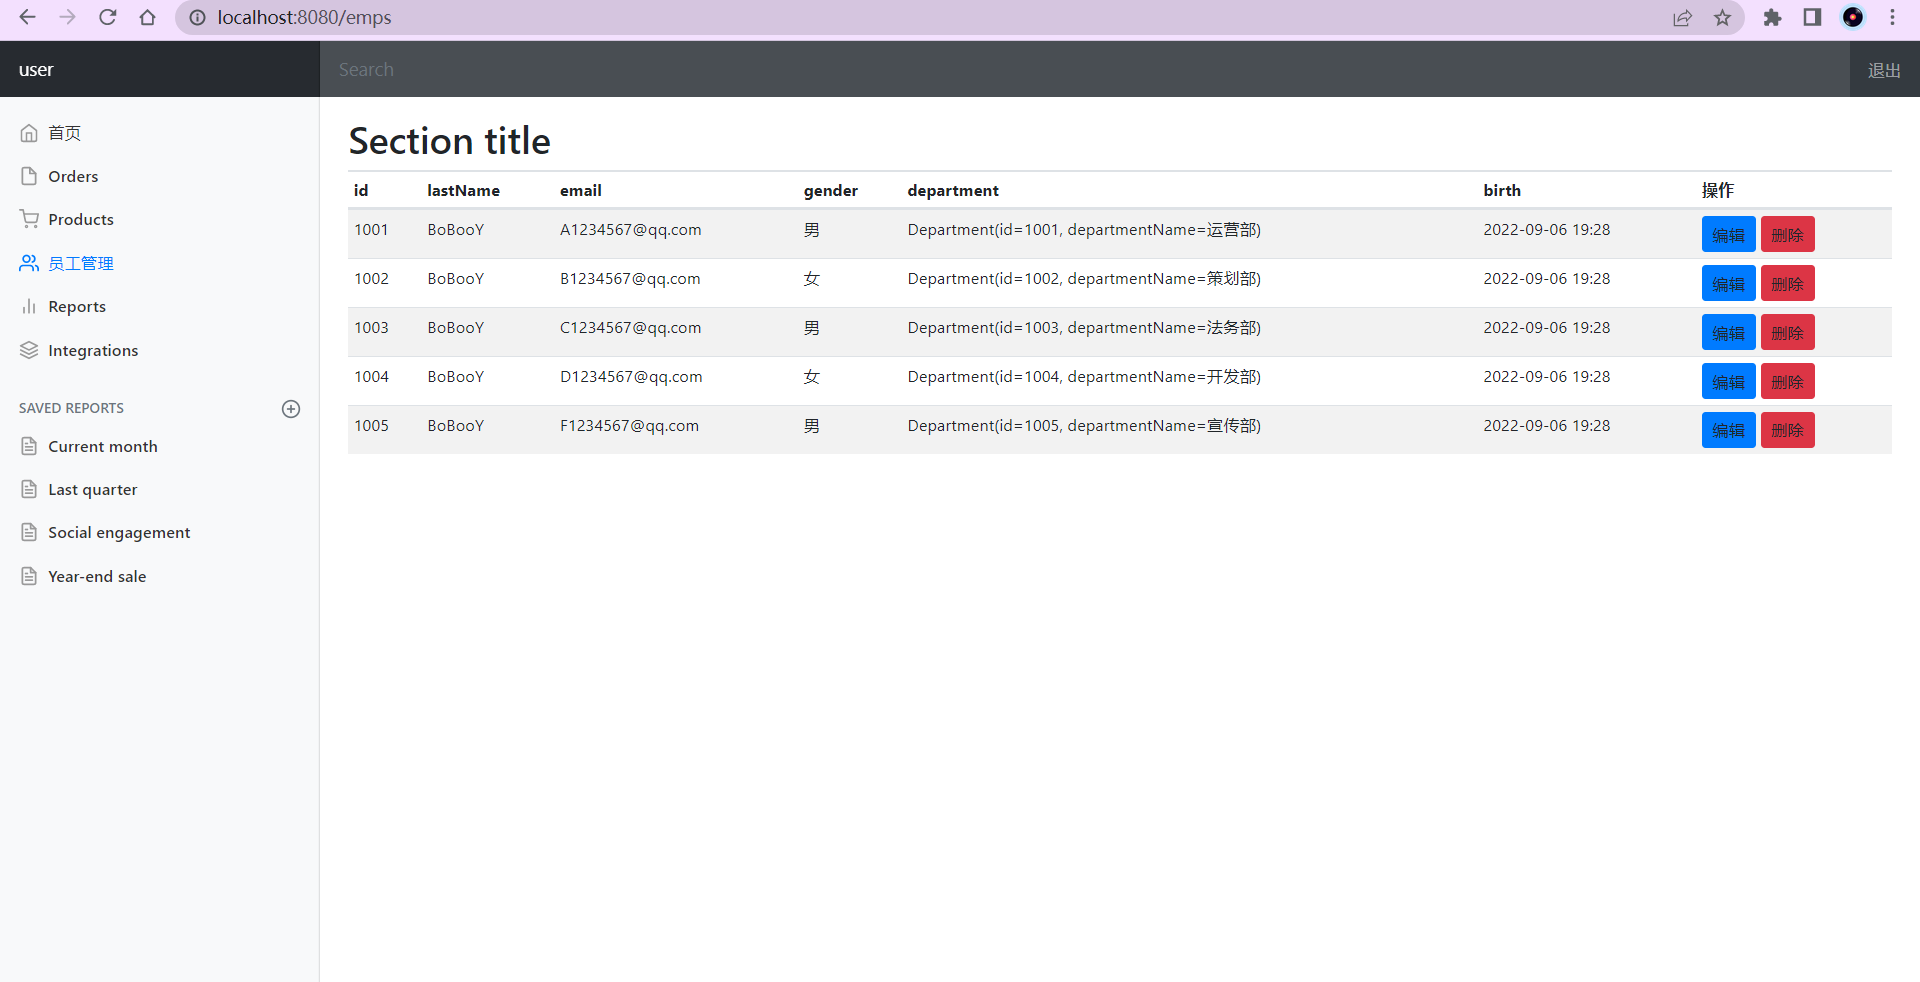 localhost:8080/emps
user
Search
退出
首页
Orders
Products
员工管理
Reports
Integrations
SAVED REPORTS
Current month
Last quarter
Social engagement
Year-end sale
Section title
id lastName email gender department birth 操作
1001 BoBooY A1234567@qq.com 男 Department(id=1001, departmentName=运营部) 2022-09-06 19:28 编辑 删除
1002 BoBooY B1234567@qq.com 女 Department(id=1002, departmentName=策划部) 2022-09-06 19:28 编辑 删除
1003 BoBooY C1234567@qq.com 男 Department(id=1003, departmentName=法务部) 2022-09-06 19:28 编辑 删除
1004 BoBooY D1234567@qq.com 女 Department(id=1004, departmentName=开发部) 2022-09-06 19:28 编辑 删除
1005 BoBooY F1234567@qq.com 男 Department(id=1005, departmentName=宣传部) 2022-09-06 19:28 编辑 删除